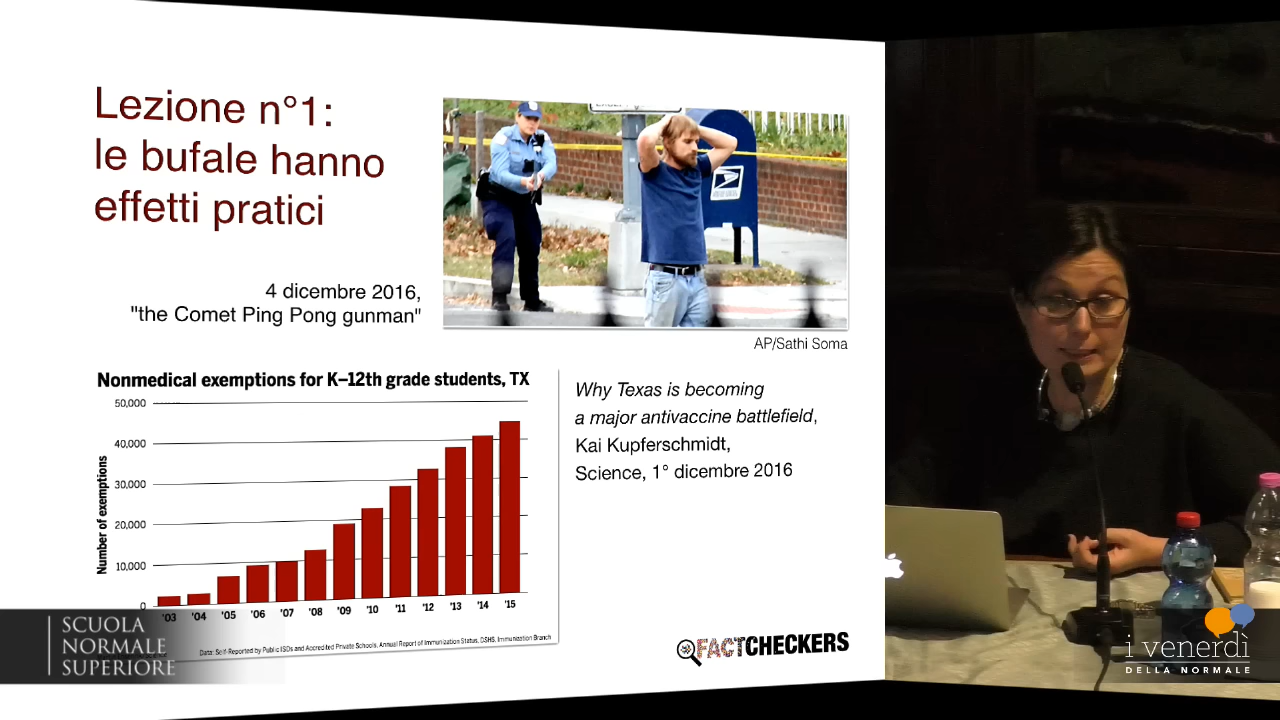 Lezione n°1:
le bufale hanno
effetti pratici
4 dicembre 2016,
"the Comet Ping Pong gunman"
AP/Sathi Soma
Nonmedical exemptions for K–12th grade students, TX
Number of exemptions
50,000
40,000
30,000
20,000
10,000
0
'03 '04 '05 '06 '07 '08 '09 '10 '11 '12 '13 '14 '15
Data: Self-Reported by Public ISDs and Accredited Private Schools, Annual Report of Immunization Status, DSHS, Immunization Branch
Why Texas is becoming
a major antivaccine battlefield,
Kai Kupferschmidt,
Science, 1° dicembre 2016
FACTCHECKERS
SCUOLA
NORMALE
SUPERIORE
i venerdì
DELLA NORMALE